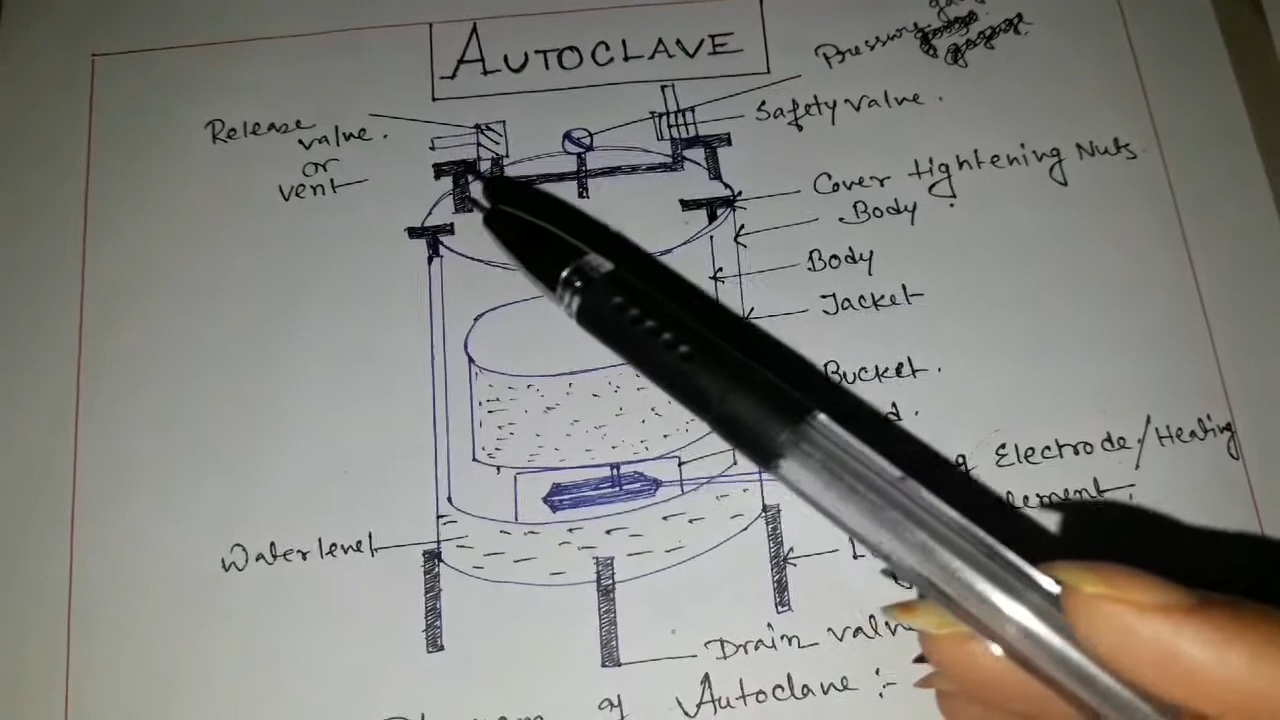 AUTOCLAVE
Pressure
Release
valve.
or
vent
Safety valve.
Cover tightening Nuts
Body
Body
Jacket
Bucket.
Electrode/Heating
Water level
Drain valve
of Autoclave :-